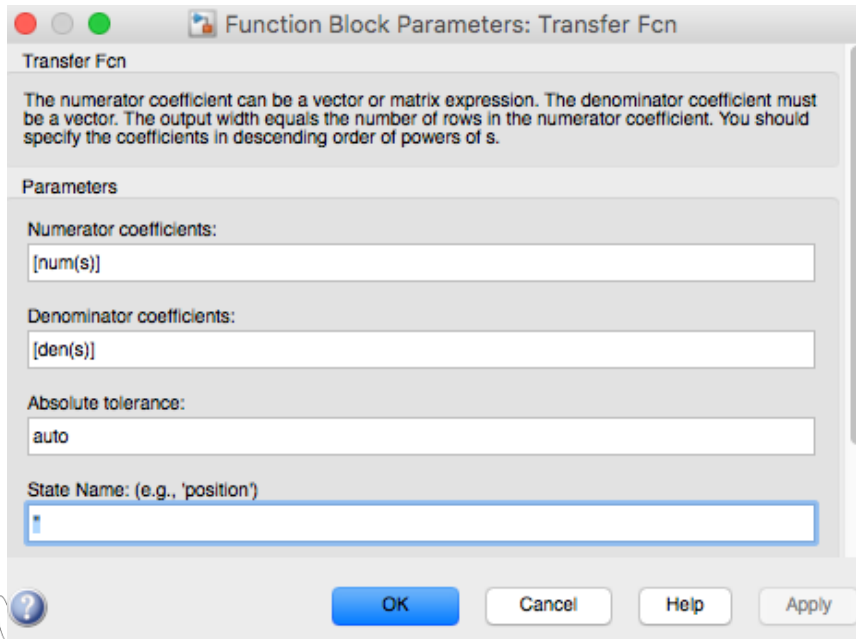 Function Block Parameters: Transfer Fcn
Transfer Fcn
The numerator coefficient can be a vector or matrix expression. The denominator coefficient must
be a vector. The output width equals the number of rows in the numerator coefficient. You should
specify the coefficients in descending order of powers of s.
Parameters
Numerator coefficients:
[num(s)]
Denominator coefficients:
[den(s)]
Absolute tolerance:
auto
State Name: (e.g., 'position')
''
?
OK
Cancel
Help
Apply